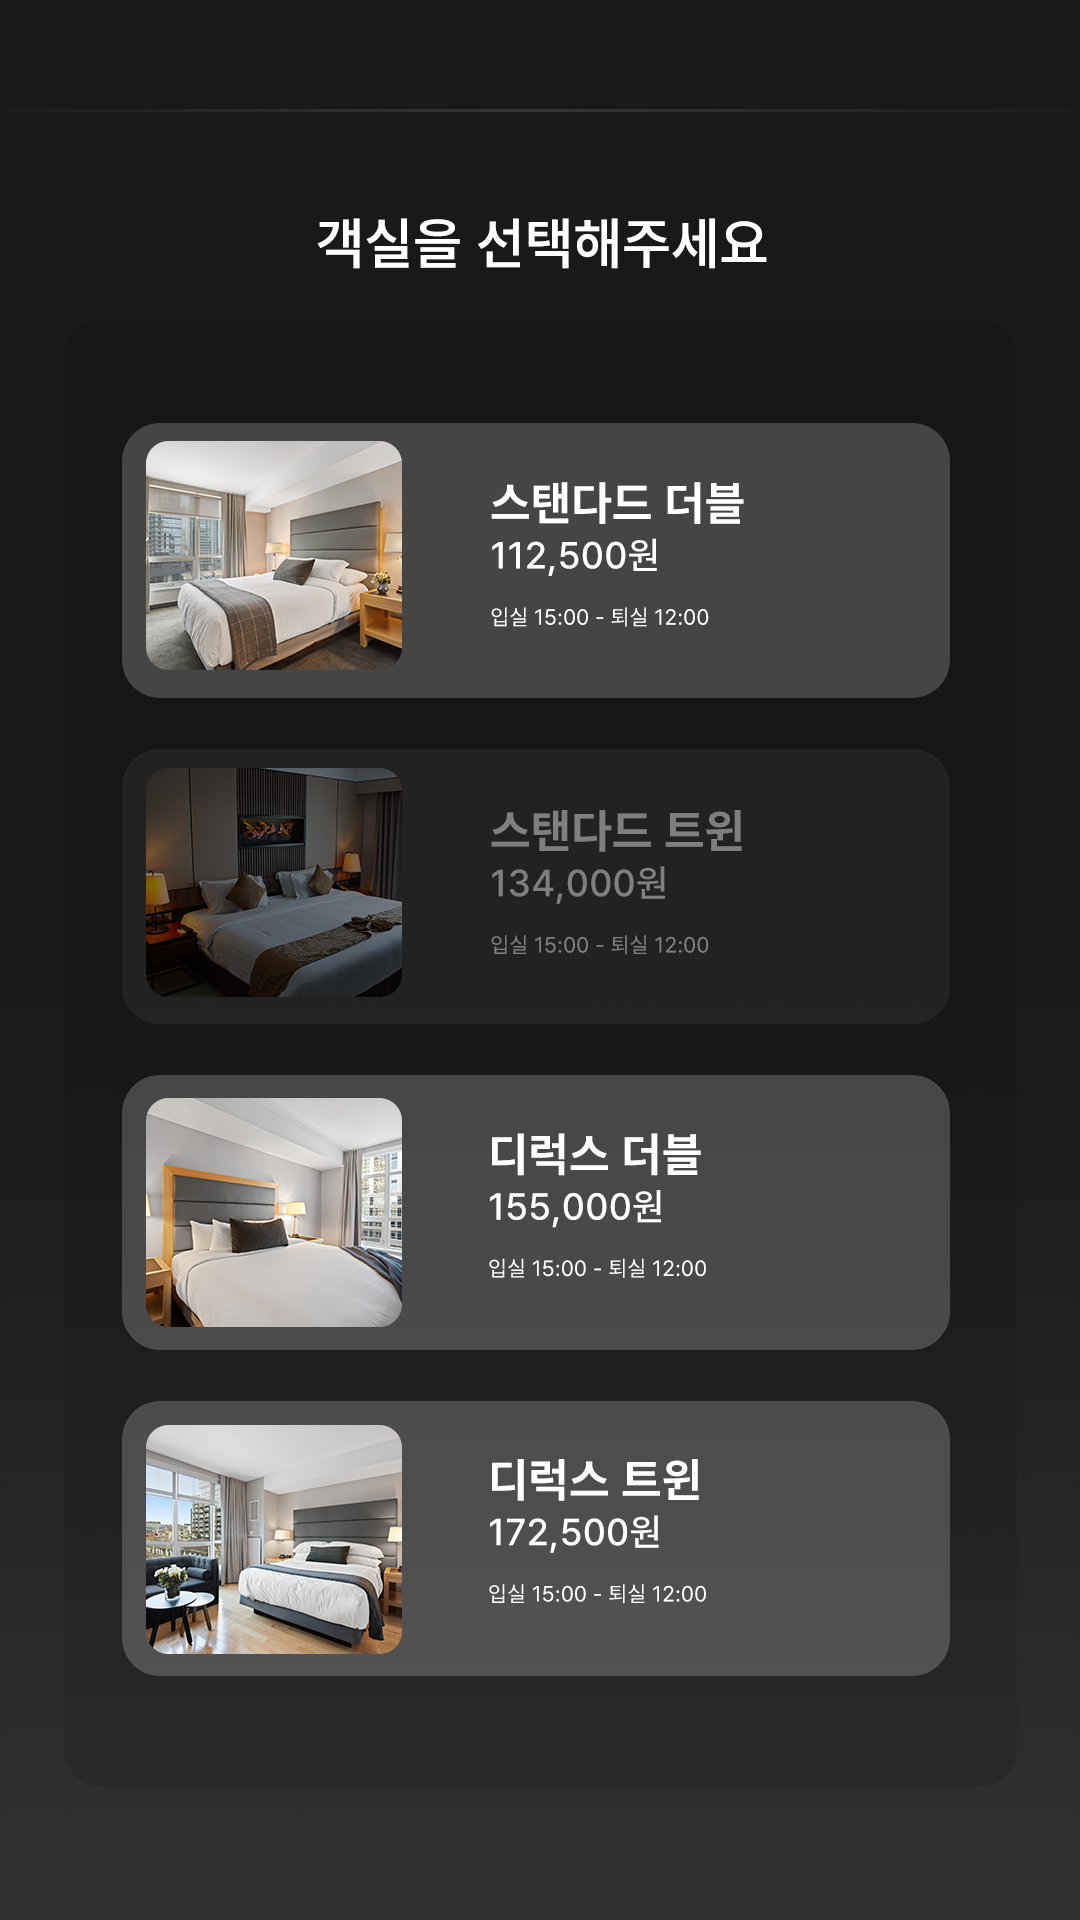 객실을 선택해주세요
스탠다드 더블
112,500원
입실 15:00 - 퇴실 12:00
스탠다드 트윈
134,000원
입실 15:00 - 퇴실 12:00
디럭스 더블
155,000원
입실 15:00 - 퇴실 12:00
디럭스 트윈
172,500원
입실 15:00 - 퇴실 12:00